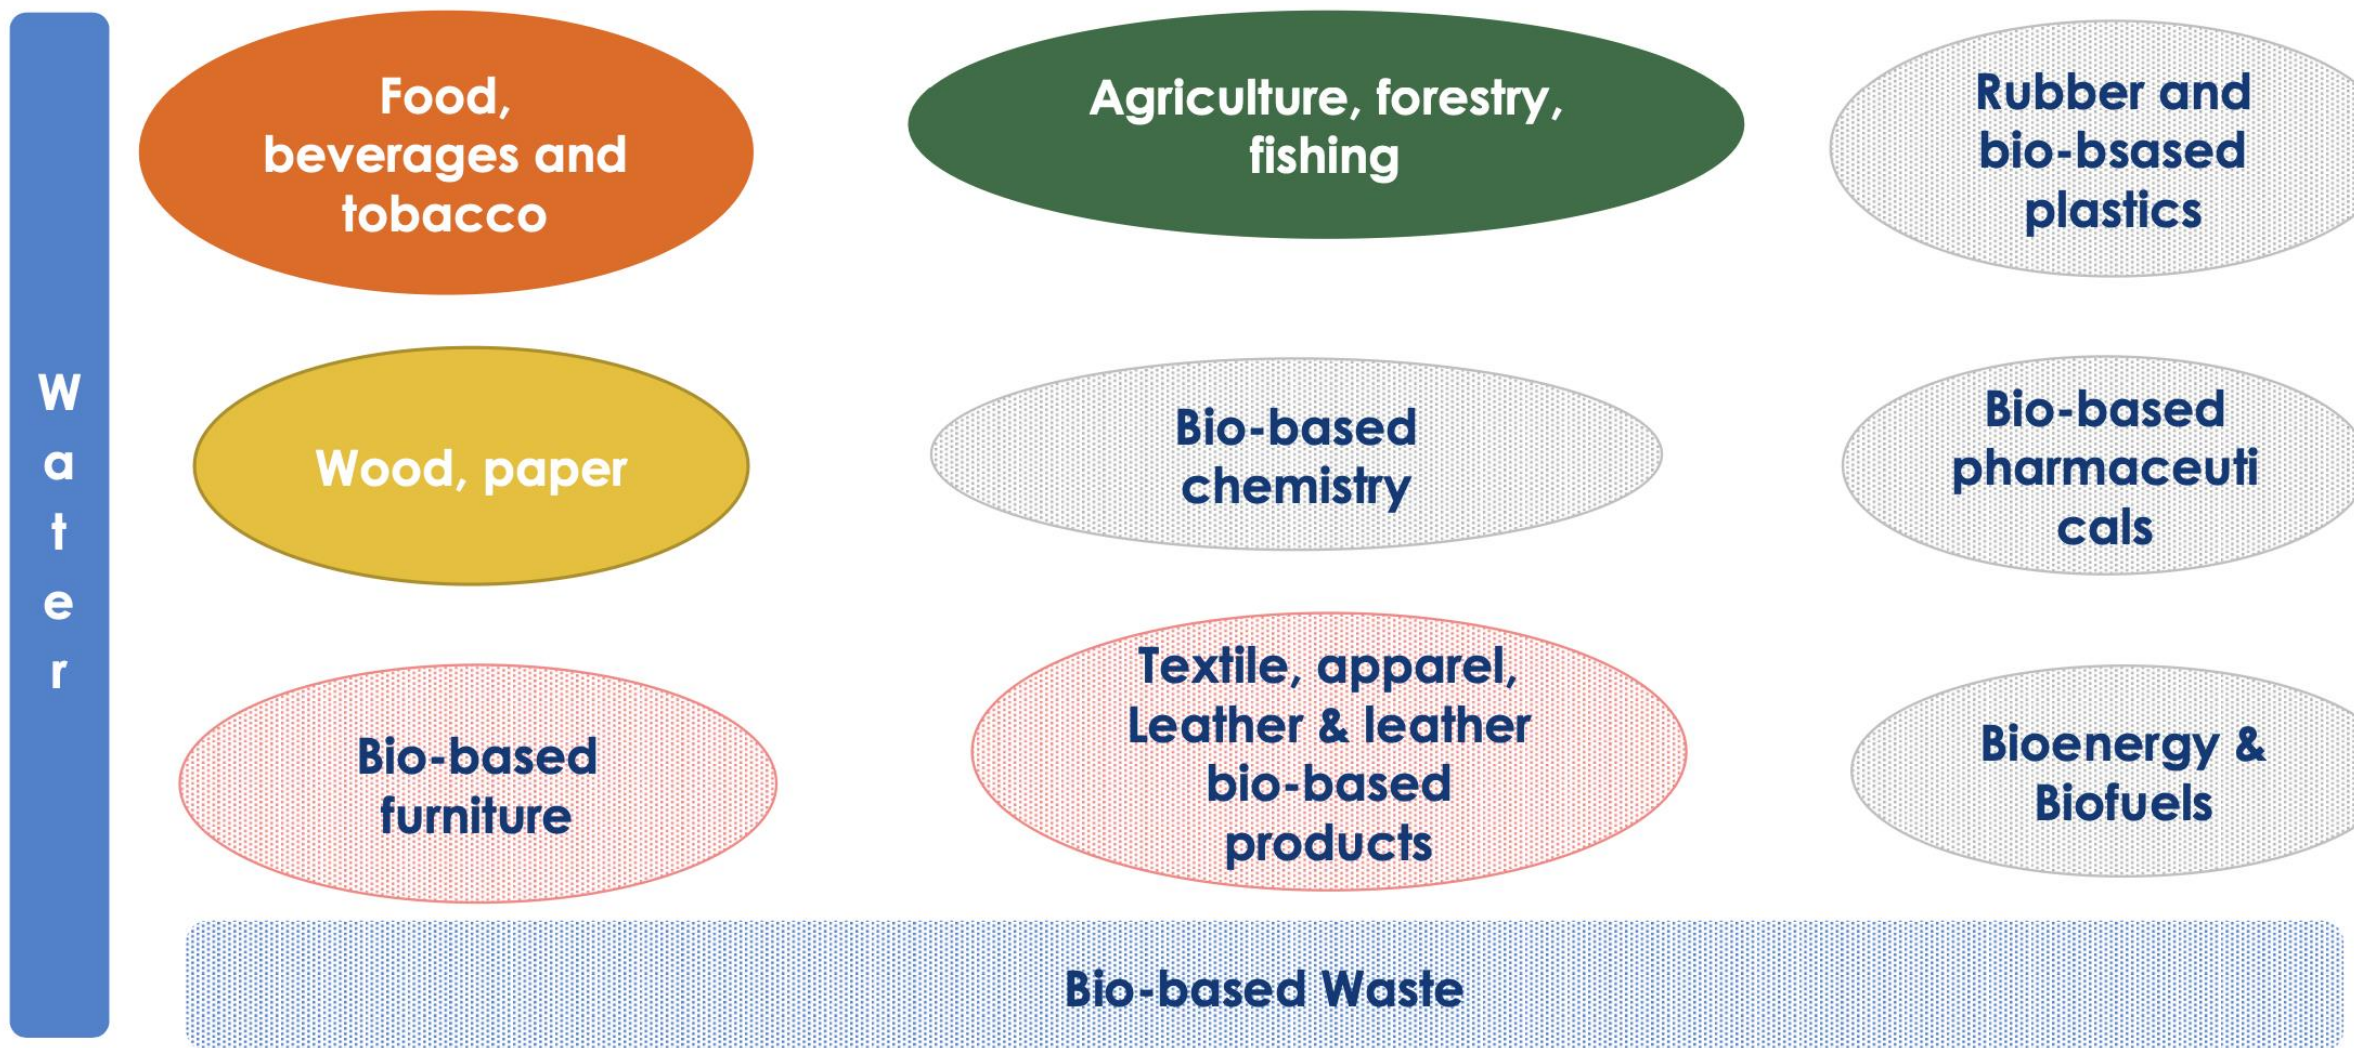 Water
Food,
beverages and
tobacco
Agriculture, forestry,
fishing
Rubber and
bio-bsased
plastics
Wood, paper
Bio-based
chemistry
Bio-based
pharmaceuti
cals
Bio-based
furniture
Textile, apparel,
Leather & leather
bio-based
products
Bioenergy &
Biofuels
Bio-based Waste